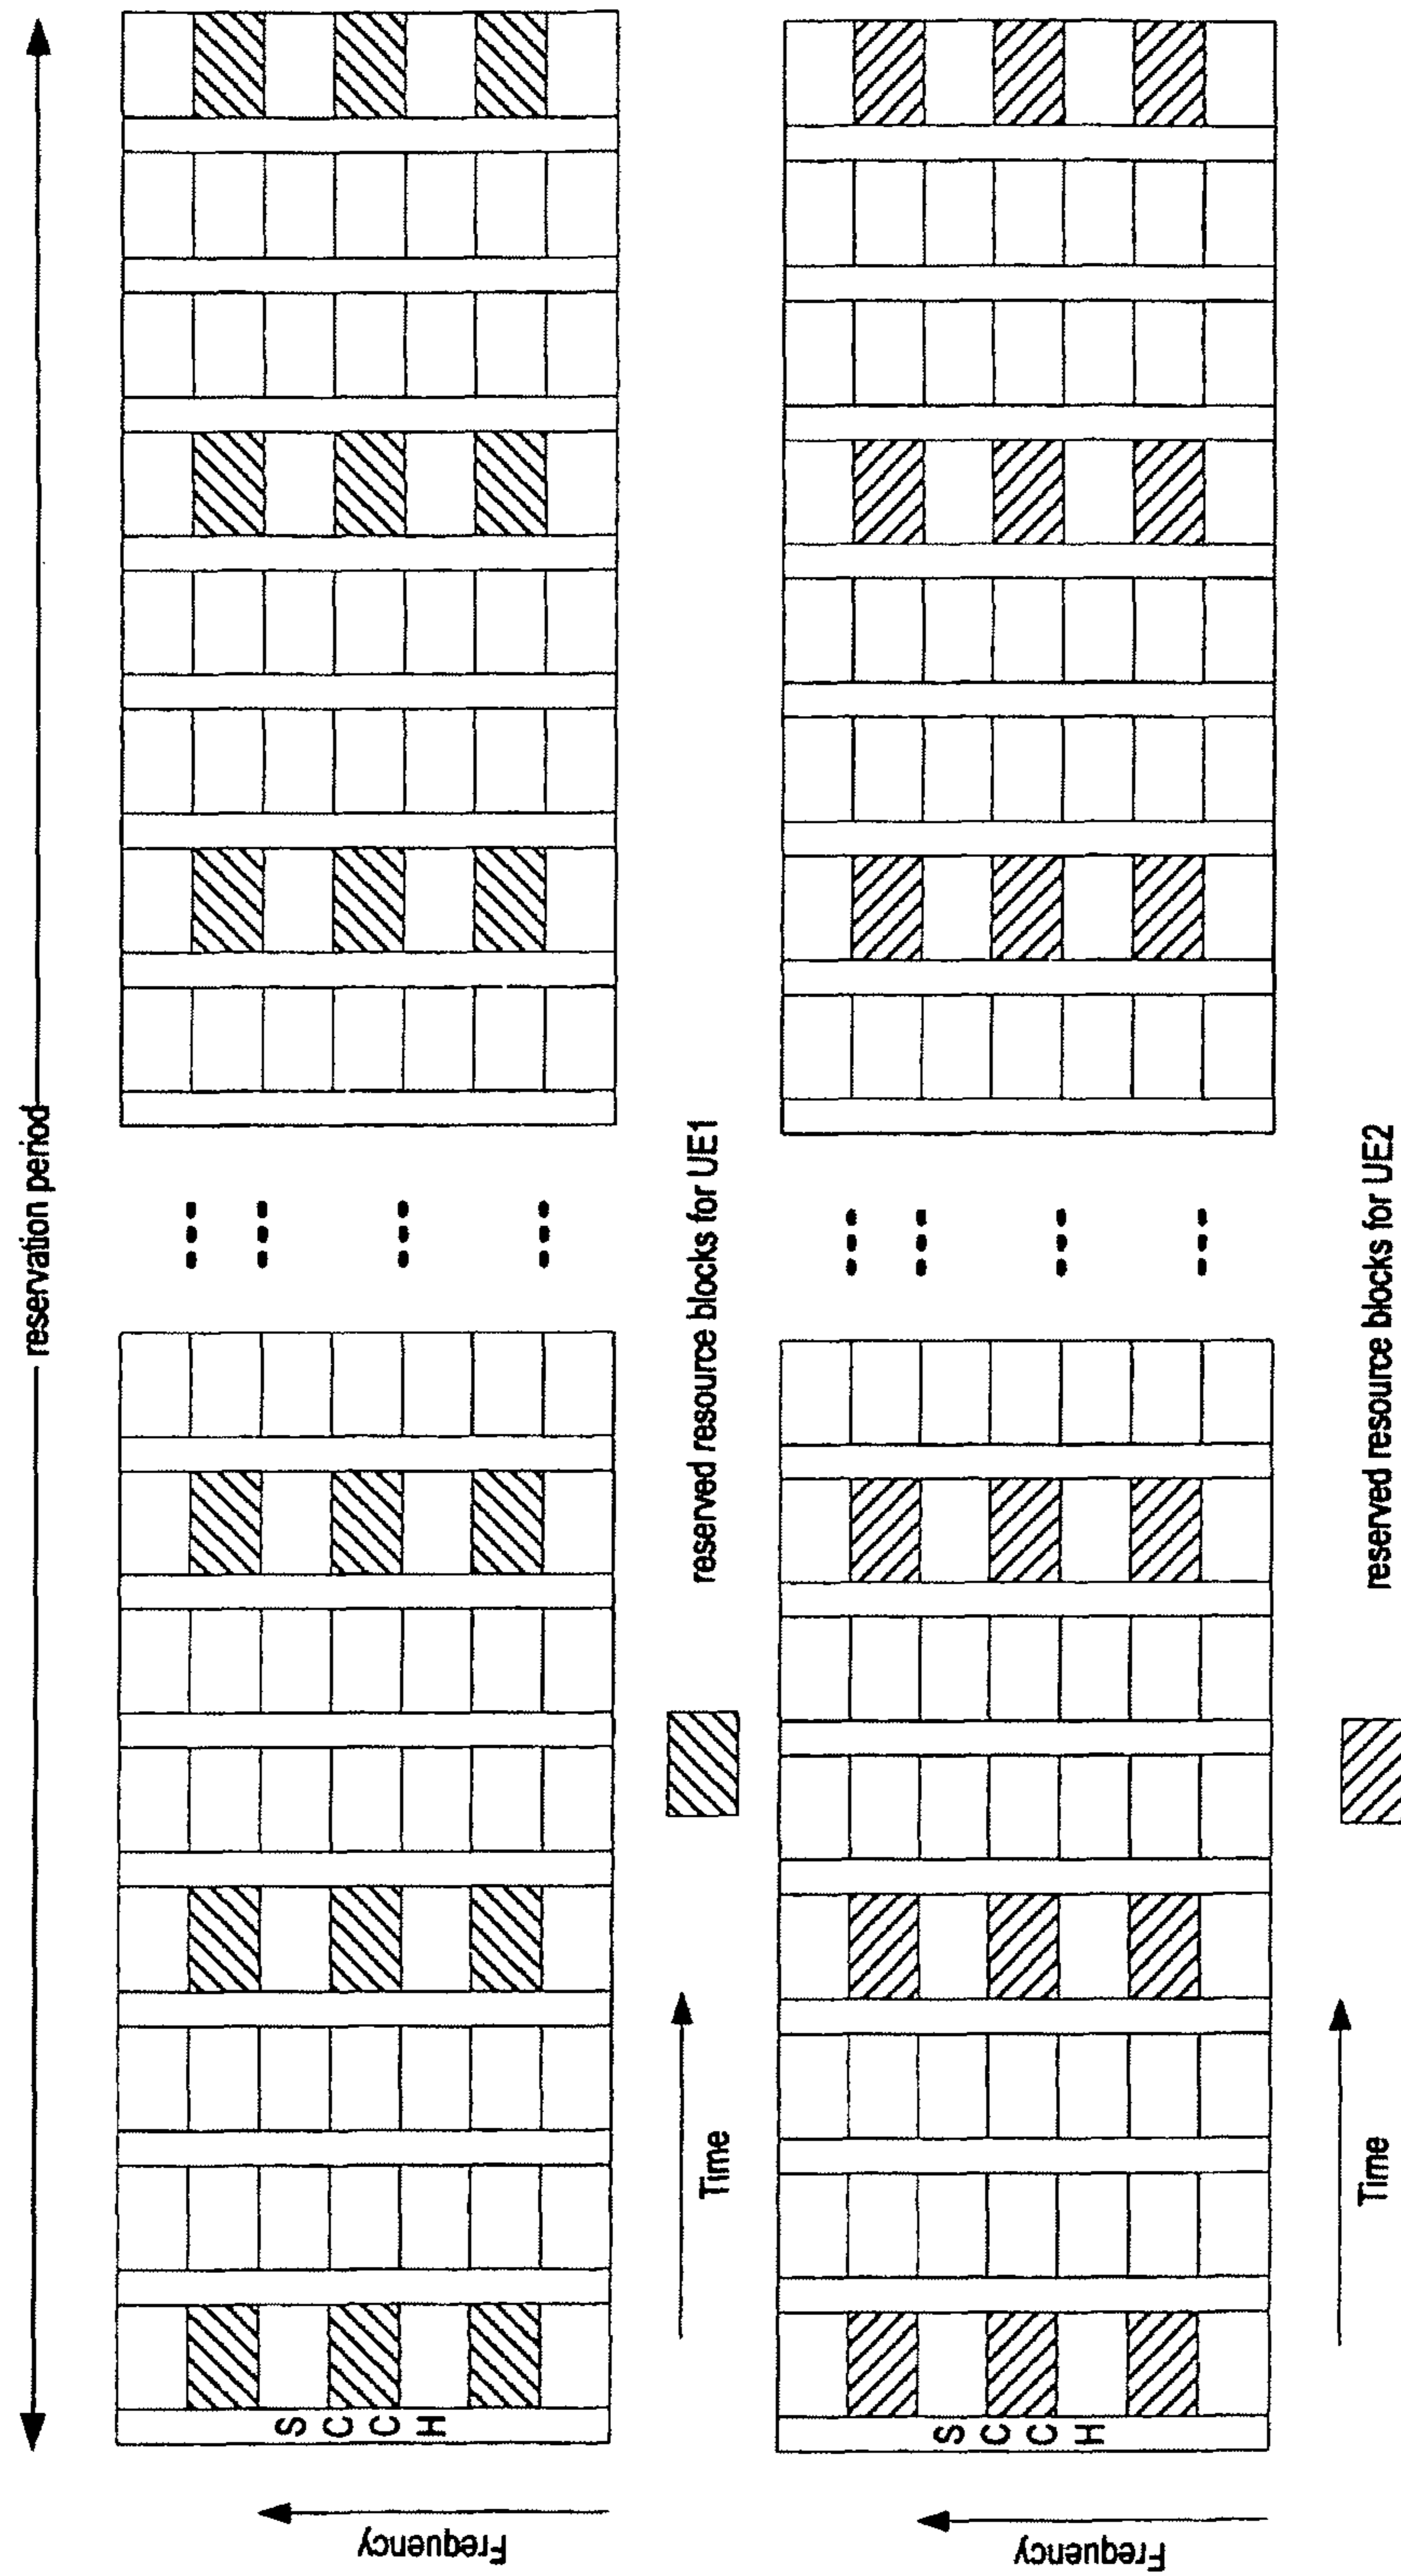 reservation period
Frequency
S
C
C
H
Time
reserved resource blocks for UE1
Frequency
S
C
C
H
Time
reserved resource blocks for UE2